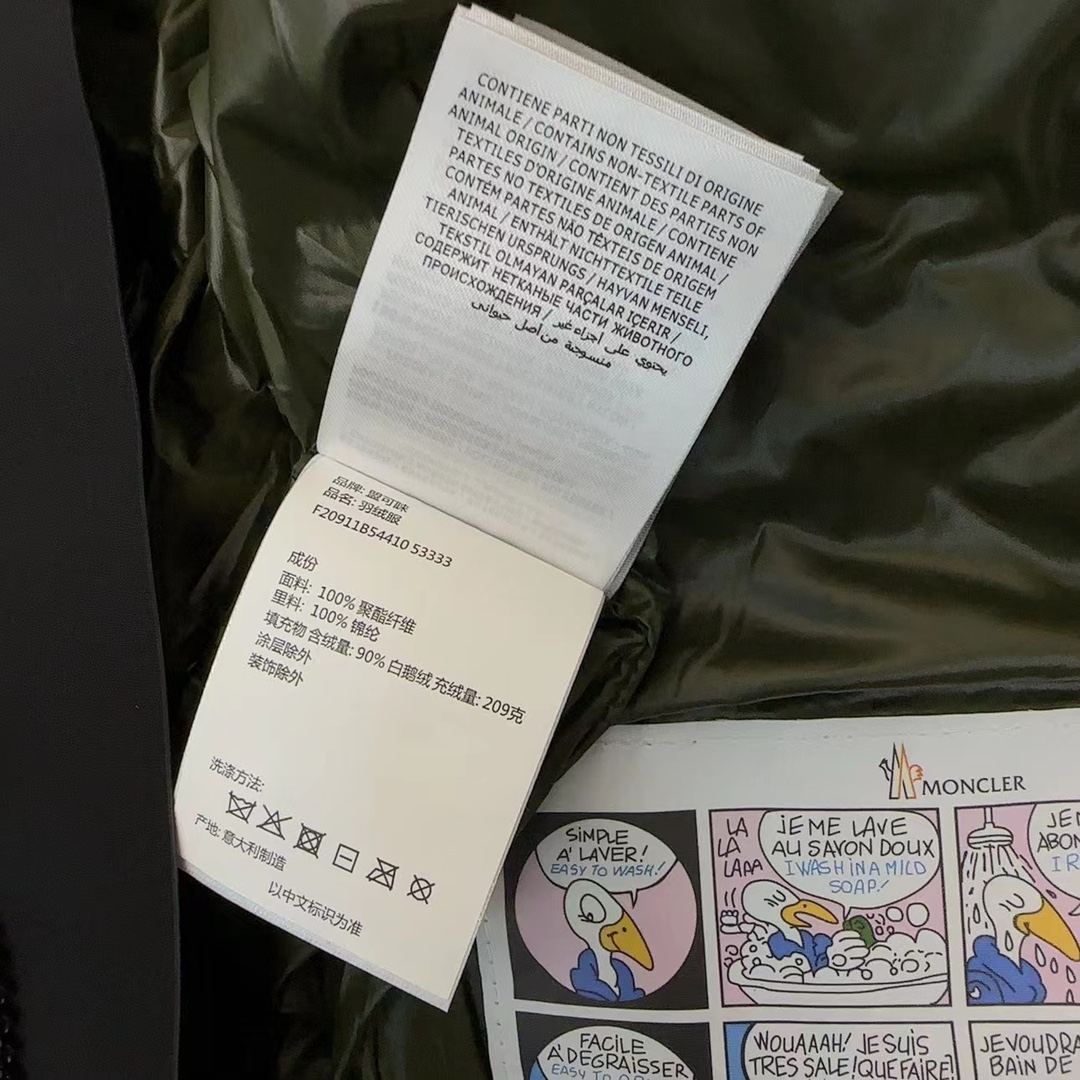 CONTIENE PARTI NON TESSILI DI ORIGINE
ANIMALE / CONTAINS NON-TEXTILE PARTS OF
ANIMAL ORIGIN / CONTIENT DES PARTIES NON
TEXTILES D'ORIGINE ANIMALE / CONTIENE
PARTES NO TEXTILES DE ORIGEN ANIMAL /
CONTÉM PARTES NÃO TÊXTEIS DE ORIGEM
ANIMAL / ENTHÄLT NICHTTEXTILE TEILE
TIERISCHEN URSPRUNGS / HAYVAN MENSELI,
TEKSTIL OLMAYAN PARÇALAR IÇERIR /
СОДЕРЖИТ НЕТКАНЫЕ ЧАСТИ ЖИВОТНОГО
ПРОИСХОЖДЕНИЯ / يحتوي على أجزاء غير
منسوجة من أصل حيواني
品牌: 盟可睐
品名: 羽绒服
F20911B54410 53333
成份
面料: 100% 聚酯纤维
里料: 100% 锦纶
填充物 含绒量: 90% 白鹅绒 充绒量: 209克
涂层除外
装饰除外
洗涤方法:
产地: 意大利制造
以中文标识为准
MONCLER
SIMPLE
A' LAVER!
EASY TO WASH!
LA
LA
LAAA
JE ME LAVE
AU SAVON DOUX
I WASH IN A MILD
SOAP!
FACILE
A' DEGRAISSER
WOUAAAH! JE SUIS
TRES SALE! QUE FAIRE?
JE VOUDRA
BAIN DE